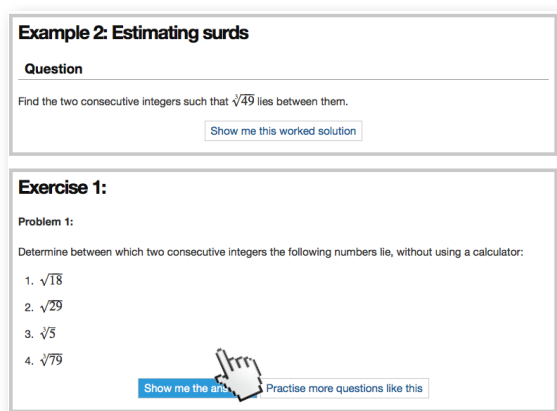 Example 2: Estimating surds
Question
Find the two consecutive integers such that ∛49 lies between them.
Show me this worked solution
Exercise 1:
Problem 1:
Determine between which two consecutive integers the following numbers lie, without using a calculator:
1. √18
2. √29
3. ∛5
4. ∛79
Show me the
Practise more questions like this